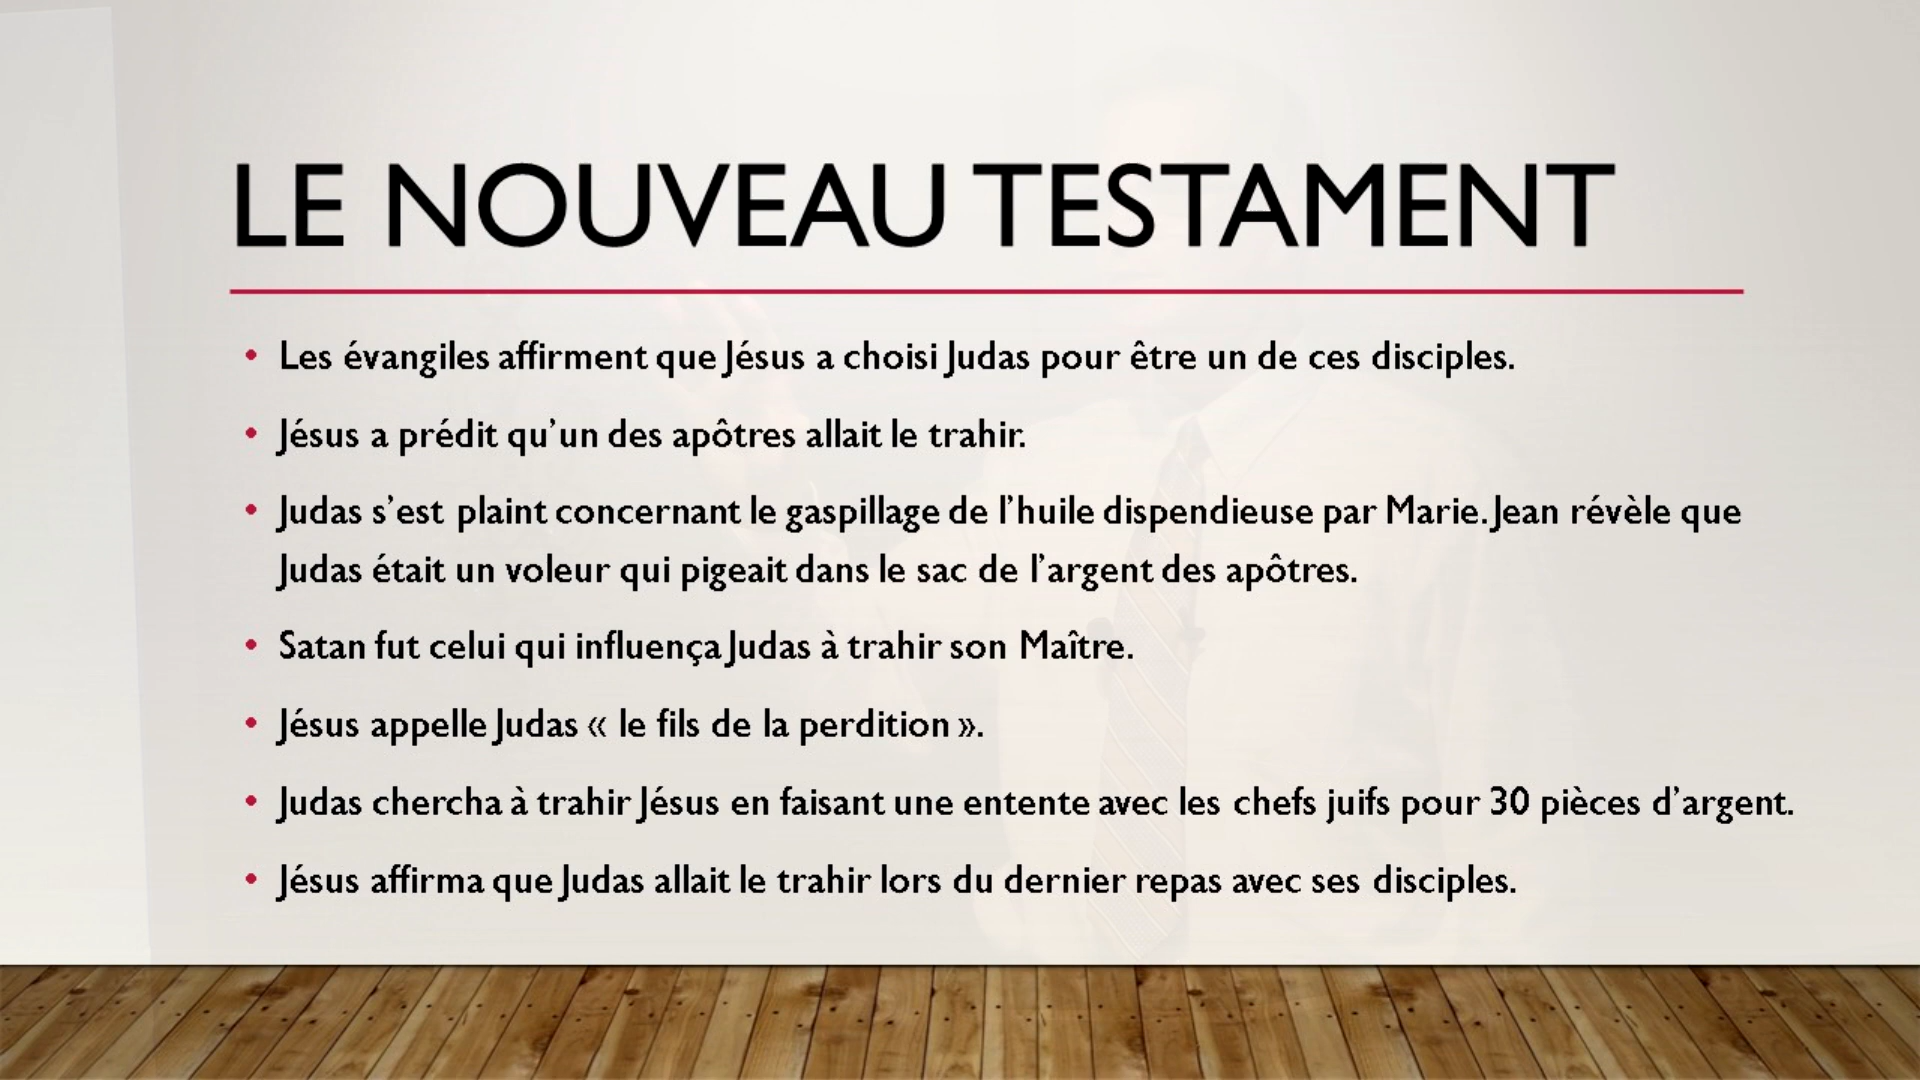 LE NOUVEAU TESTAMENT
• Les évangiles affirment que Jésus a choisi Judas pour être un de ces disciples.
• Jésus a prédit qu’un des apôtres allait le trahir.
• Judas s’est plaint concernant le gaspillage de l’huile dispendieuse par Marie. Jean révèle que
Judas était un voleur qui pigeait dans le sac de l’argent des apôtres.
• Satan fut celui qui influença Judas à trahir son Maître.
• Jésus appelle Judas « le fils de la perdition ».
• Judas chercha à trahir Jésus en faisant une entente avec les chefs juifs pour 30 pièces d’argent.
• Jésus affirma que Judas allait le trahir lors du dernier repas avec ses disciples.